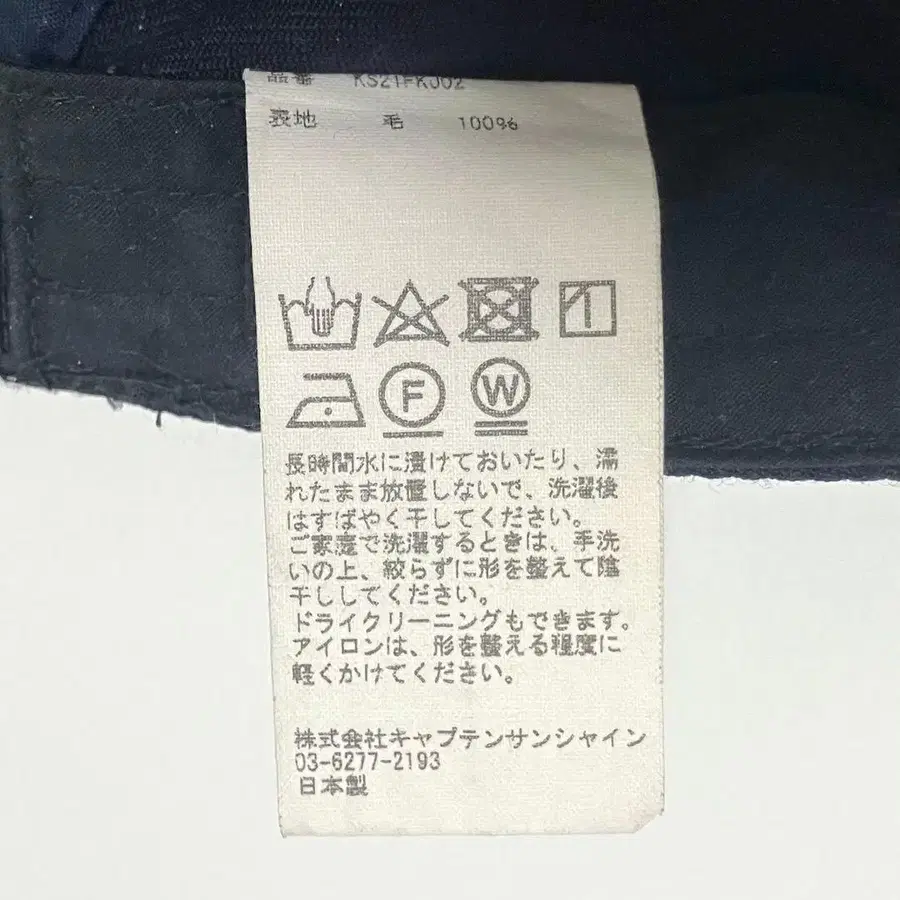 品番 KS21FKJ02
表地 毛 100%
F W
長時間水に漬けておいたり、濡
れたまま放置しないで、洗濯後
はすばやく干してください。
ご家庭で洗濯するときは、手洗
いの上、絞らずに形を整えて陰
干ししてください。
ドライクリーニングもできます。
アイロンは、形を整える程度に
軽くかけてください。
株式会社キャプテンサンシャイン
03-6277-2193
日本製